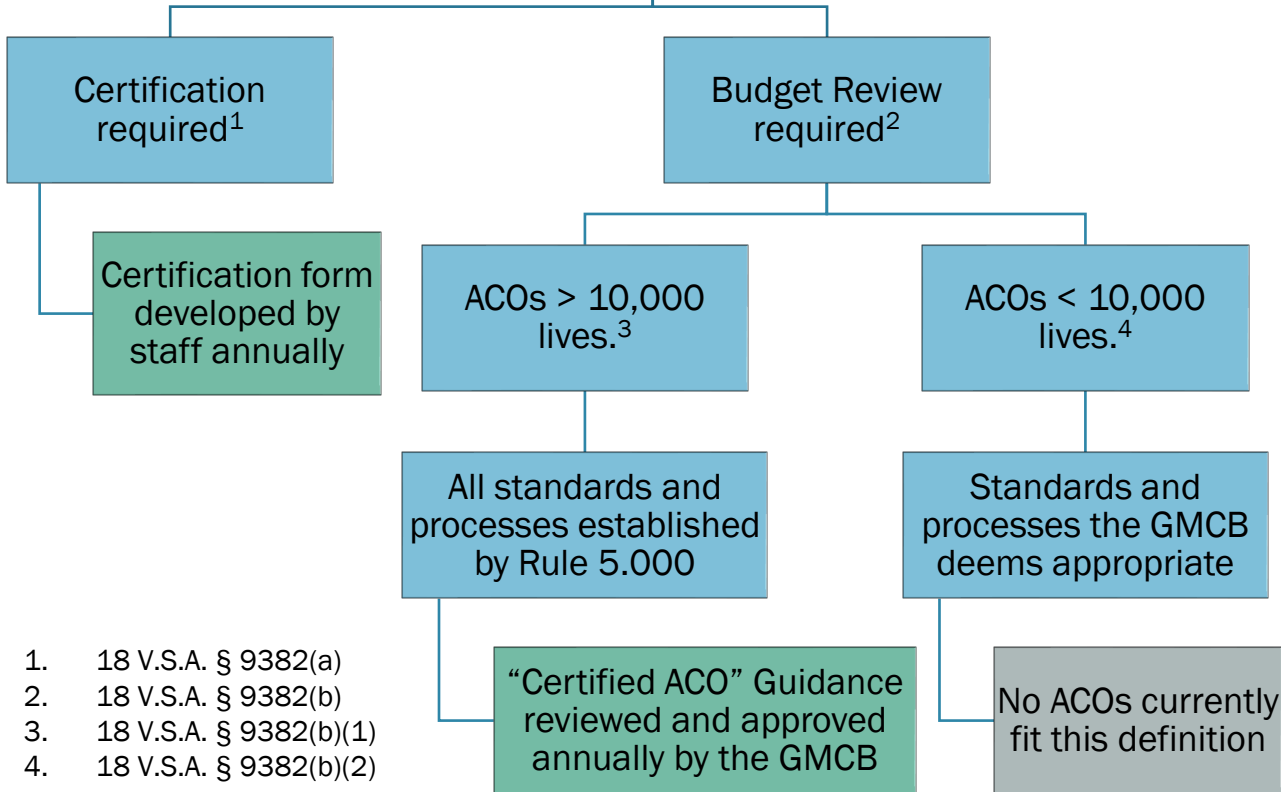 Certification
required¹
Budget Review
required²
Certification form
developed by
staff annually
ACOs > 10,000
lives.³
ACOs < 10,000
lives.⁴
All standards and
processes established
by Rule 5.000
Standards and
processes the GMCB
deems appropriate
"Certified ACO" Guidance
reviewed and approved
annually by the GMCB
No ACOs currently
fit this definition
1. 18 V.S.A. § 9382(a)
2. 18 V.S.A. § 9382(b)
3. 18 V.S.A. § 9382(b)(1)
4. 18 V.S.A. § 9382(b)(2)